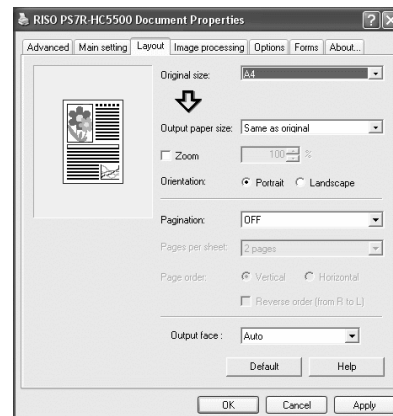 RISO PS7R-HC5500 Document Properties
Advanced Main setting Layout Image processing Options Forms About...
Original size: A4
Output paper size: Same as original
Zoom 100 %
Orientation: Portrait Landscape
Pagination: OFF
Pages per sheet: 2 pages
Page order: Vertical Horizontal
Reverse order (from R to L)
Output face : Auto
Default Help
OK Cancel Apply